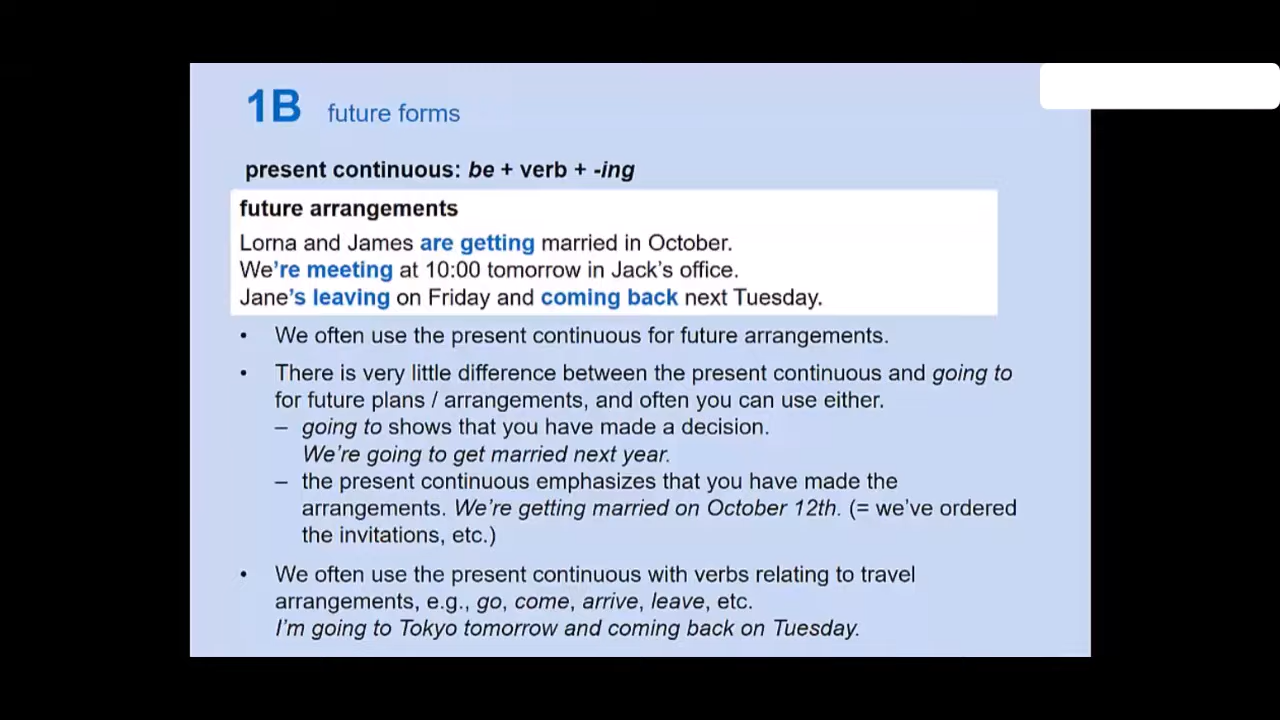 1B future forms
present continuous: be + verb + -ing
future arrangements
Lorna and James are getting married in October.
We’re meeting at 10:00 tomorrow in Jack’s office.
Jane’s leaving on Friday and coming back next Tuesday.
• We often use the present continuous for future arrangements.
• There is very little difference between the present continuous and going to
for future plans / arrangements, and often you can use either.
– going to shows that you have made a decision.
We’re going to get married next year.
– the present continuous emphasizes that you have made the
arrangements. We’re getting married on October 12th. (= we’ve ordered
the invitations, etc.)
• We often use the present continuous with verbs relating to travel
arrangements, e.g., go, come, arrive, leave, etc.
I’m going to Tokyo tomorrow and coming back on Tuesday.